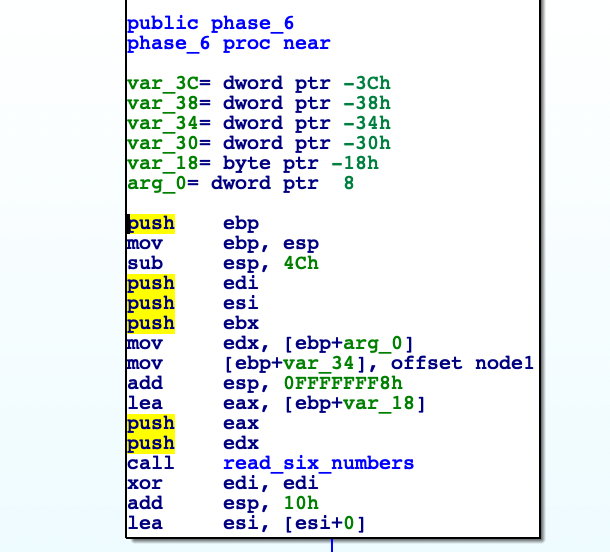 public phase_6
phase_6 proc near
var_3C= dword ptr -3Ch
var_38= dword ptr -38h
var_34= dword ptr -34h
var_30= dword ptr -30h
var_18= byte ptr -18h
arg_0= dword ptr  8
push    ebp
mov     ebp, esp
sub     esp, 4Ch
push    edi
push    esi
push    ebx
mov     edx, [ebp+arg_0]
mov     [ebp+var_34], offset node1
add     esp, 0FFFFFFF8h
lea     eax, [ebp+var_18]
push    eax
push    edx
call    read_six_numbers
xor     edi, edi
add     esp, 10h
lea     esi, [esi+0]